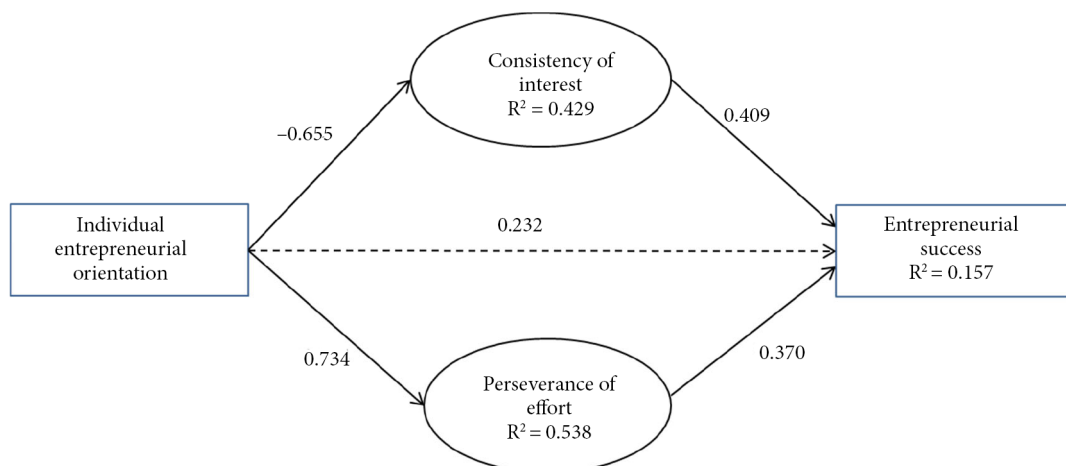 Consistency of
interest
R² = 0.429
–0.655
0.409
Individual
entrepreneurial
orientation
0.232
Entrepreneurial
success
R² = 0.157
0.734
0.370
Perseverance of
effort
R² = 0.538